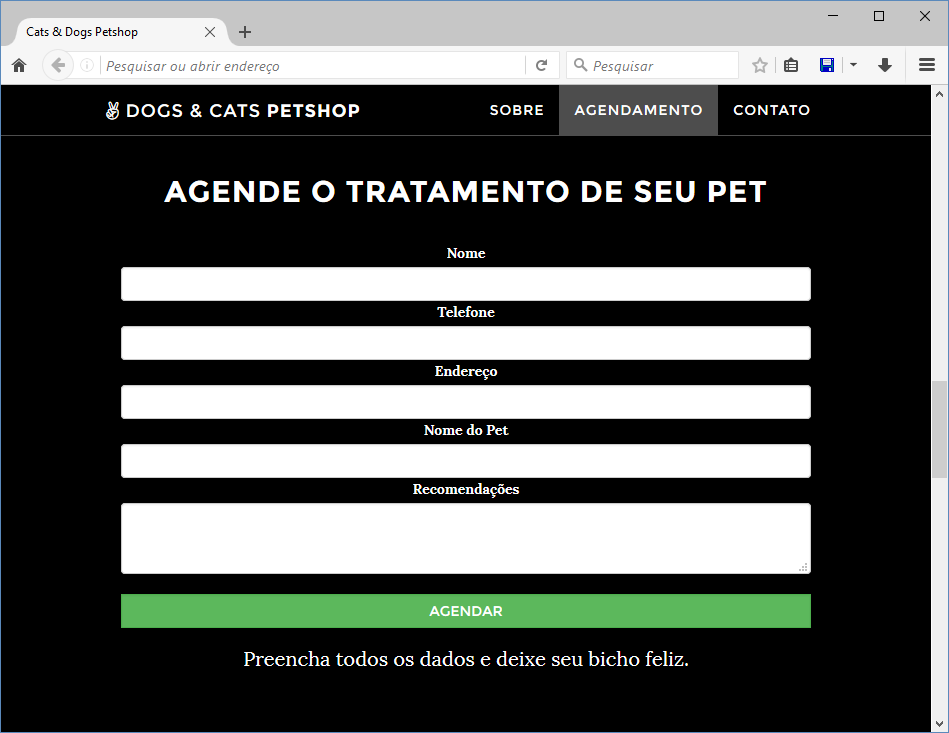 Cats & Dogs Petshop
Pesquisar ou abrir endereço
Pesquisar
DOGS & CATS PETSHOP
SOBRE
AGENDAMENTO
CONTATO
AGENDE O TRATAMENTO DE SEU PET
Nome
Telefone
Endereço
Nome do Pet
Recomendações
AGENDAR
Preencha todos os dados e deixe seu bicho feliz.